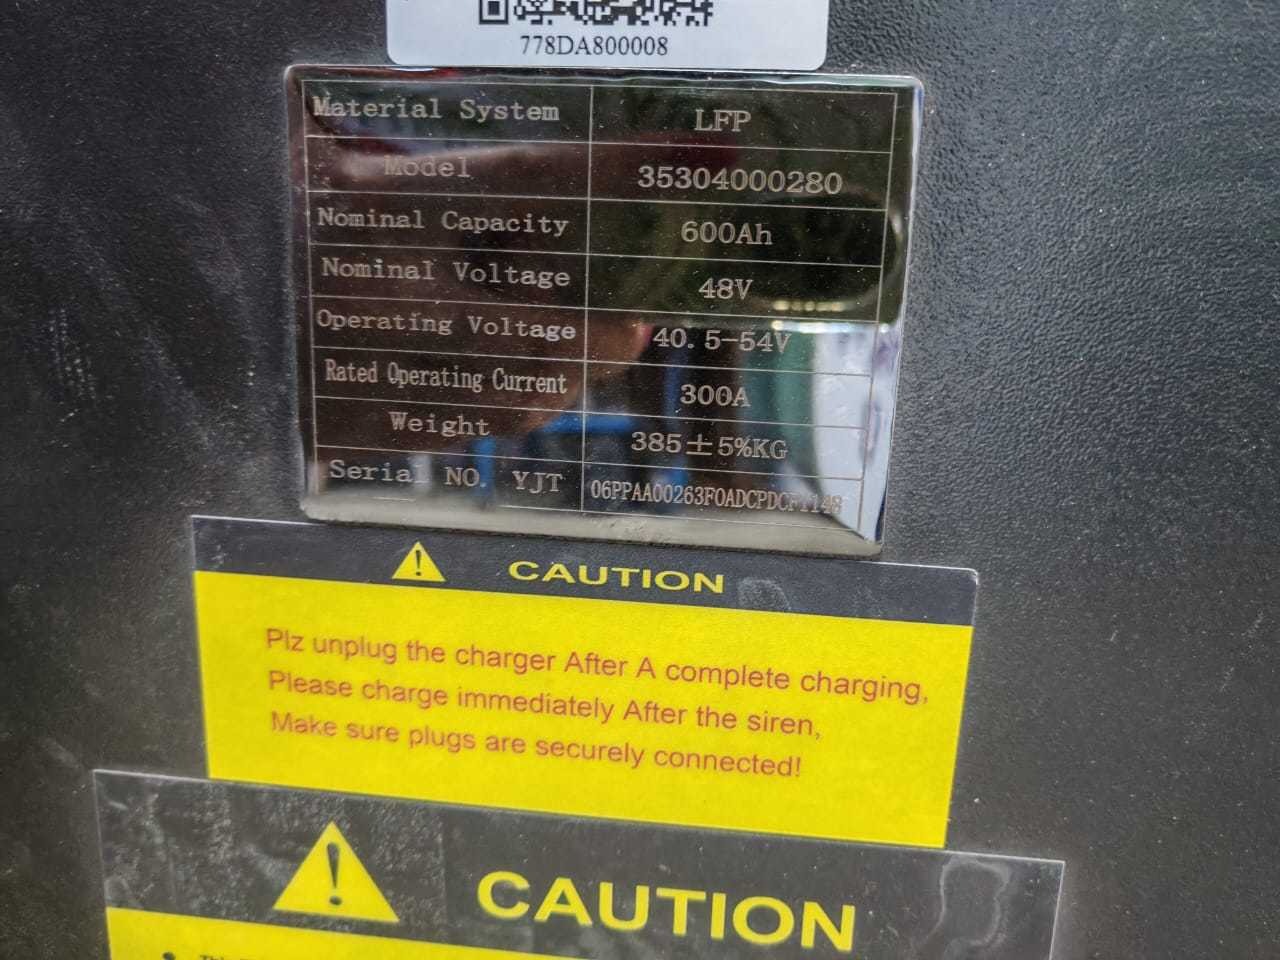 778DA800008
Material System LFP
Model 35304000280
Nominal Capacity 600Ah
Nominal Voltage 48V
Operating Voltage 40.5-54V
Rated Operating Current 300A
Weight 385±5%KG
Serial NO. YJT
CAUTION
Plz unplug the charger After A complete charging,
Please charge immediately After the siren,
Make sure plugs are securely connected!
CAUTION